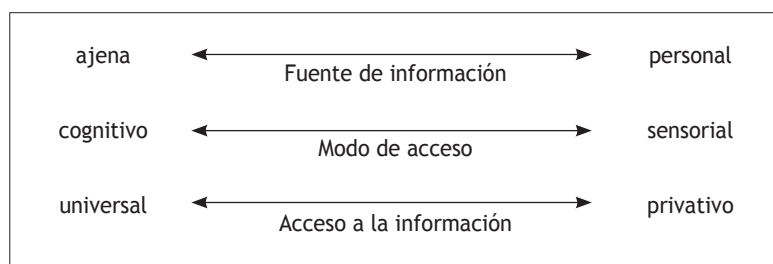 ajena personal
Fuente de información
cognitivo sensorial
Modo de acceso
universal privativo
Acceso a la información